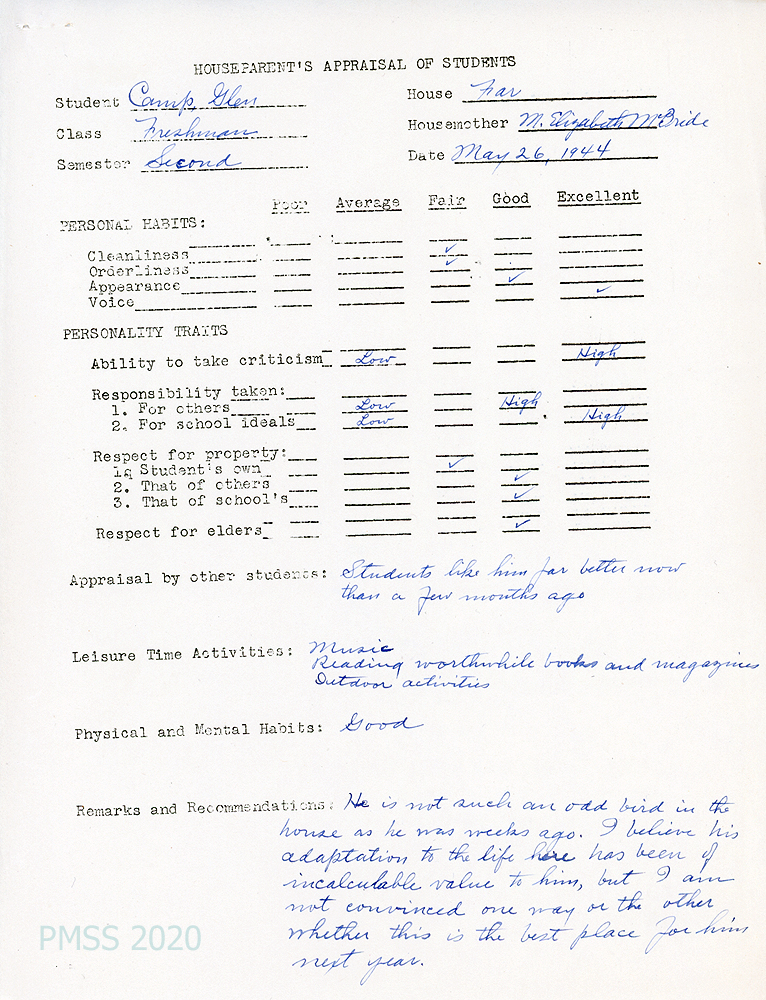 HOUSEPARENT'S APPRAISAL OF STUDENTS
Student Camp, Glen House Far
Class Freshman Housemother M. Elizabeth McBride
Semester Second Date May 26, 1944
Poor Average Fair Good Excellent
PERSONAL HABITS:
Cleanliness ✓
Orderliness ✓
Appearance ✓
Voice ✓
PERSONALITY TRAITS
Ability to take criticism Low High
Responsibility taken:
1. For others Low High
2. For school ideals Low High
Respect for property:
1. Student's own ✓
2. That of others ✓
3. That of school's ✓
Respect for elders ✓
Appraisal by other students: Students like him far better now
than a few months ago
Leisure Time Activities: Music
Reading worthwhile books and magazines
Outdoor activities
Physical and Mental Habits: Good
Remarks and Recommendations: He is not such an odd bird in the
house as he was weeks ago. I believe his
adaptation to the life here has been of
incalculable value to him, but I am
not convinced one way or the other
whether this is the best place for him
next year.
PMSS 2020